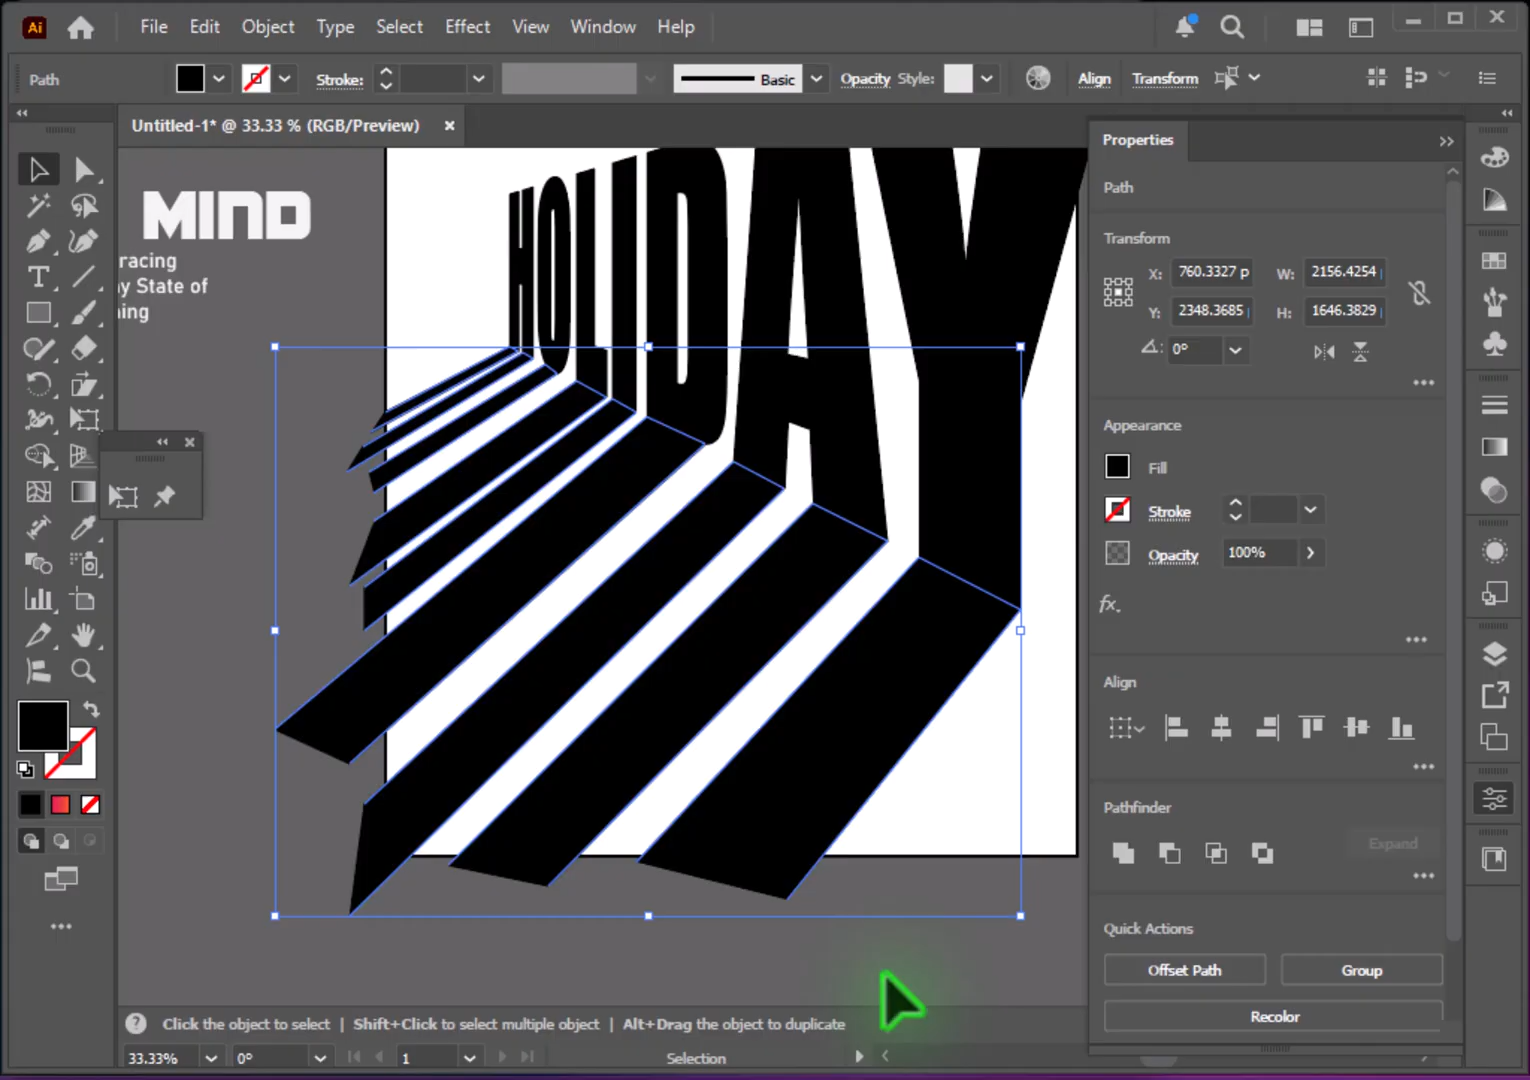 Ai File Edit Object Type Select Effect View Window Help
Path Stroke: Basic Opacity Style: Align Transform
Untitled-1* @ 33.33 % (RGB/Preview)
MIND
racing
y State of
ing
HOLIDAY
Properties
Path
Transform
X: 760.3327 p W: 2156.4254
Y: 2348.3685 H: 1646.3829
0°
Appearance
Fill
Stroke
Opacity 100%
fx.
Align
Pathfinder
Expand
Quick Actions
Offset Path Group
Recolor
Click the object to select | Shift+Click to select multiple object | Alt+Drag the object to duplicate
33.33% 0° 1 Selection